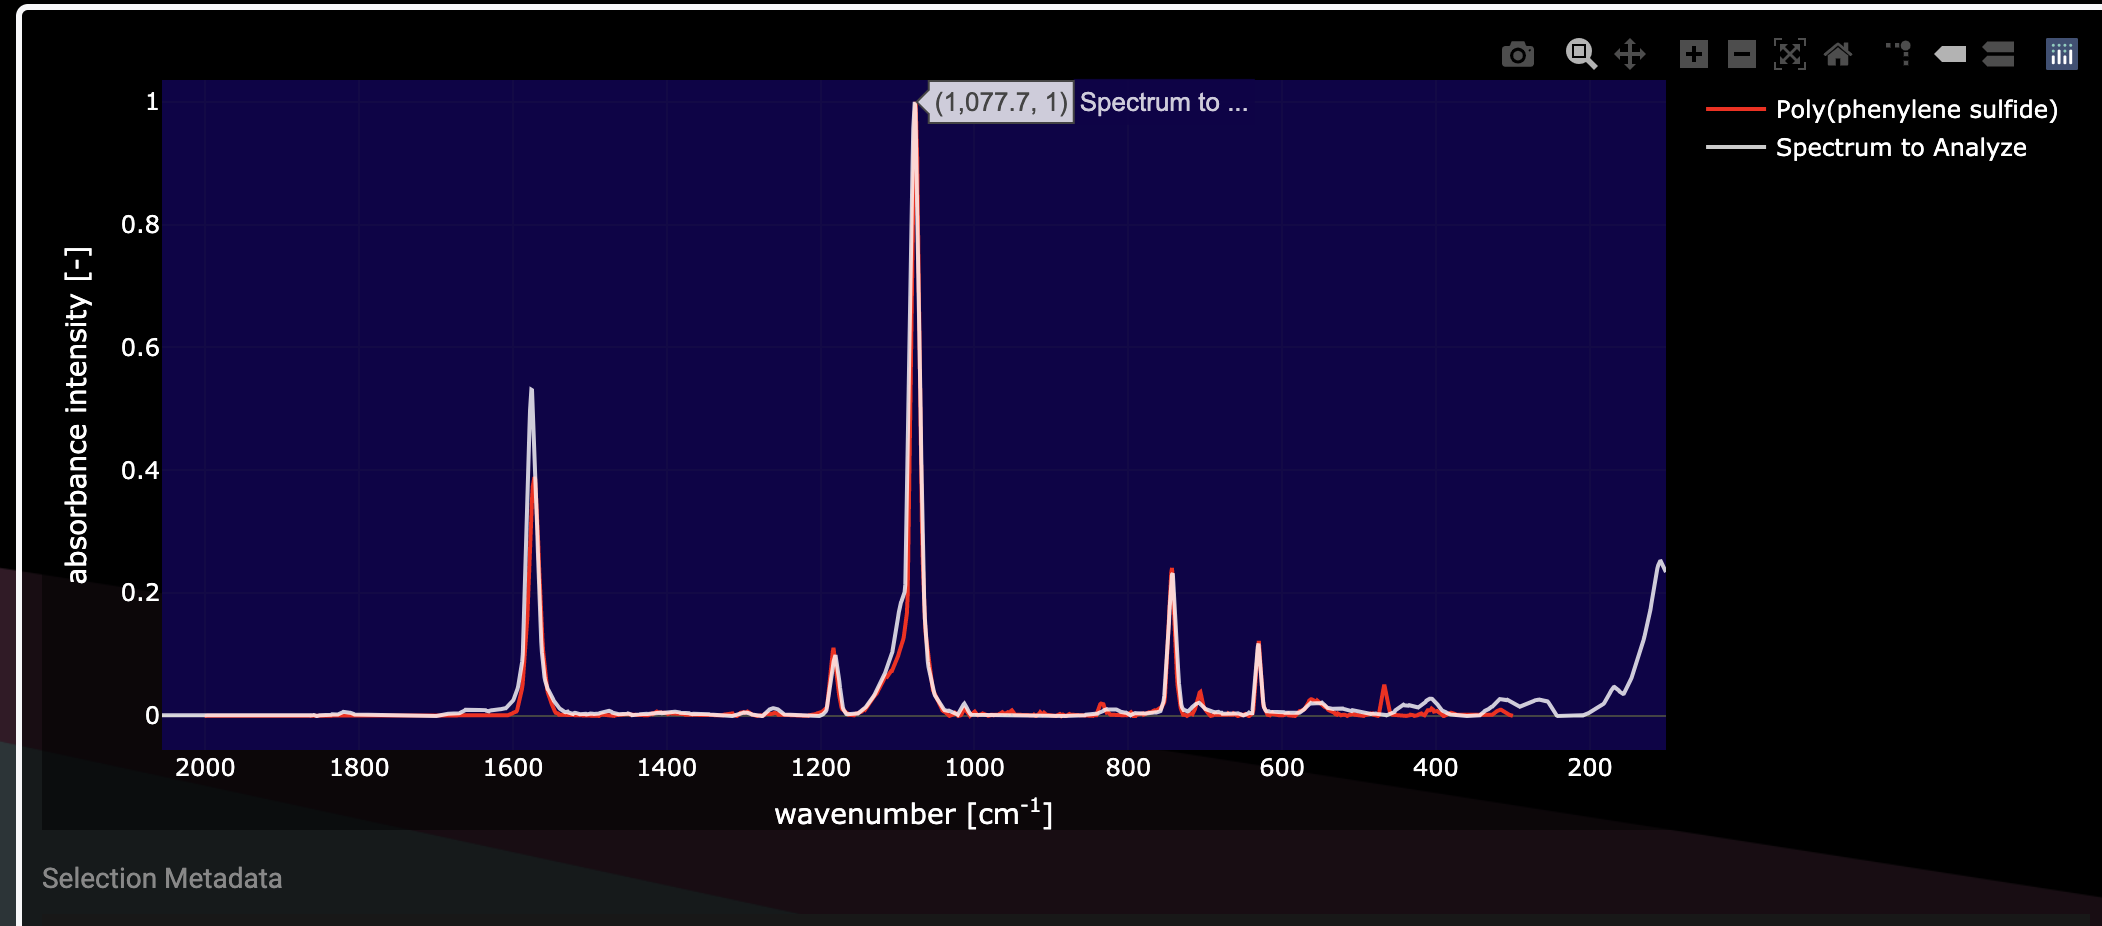 (1,077.7, 1) Spectrum to ...
Poly(phenylene sulfide)
Spectrum to Analyze
1
0.8
0.6
0.4
0.2
0
absorbance intensity [-]
2000 1800 1600 1400 1200 1000 800 600 400 200
wavenumber [cm⁻¹]
Selection Metadata